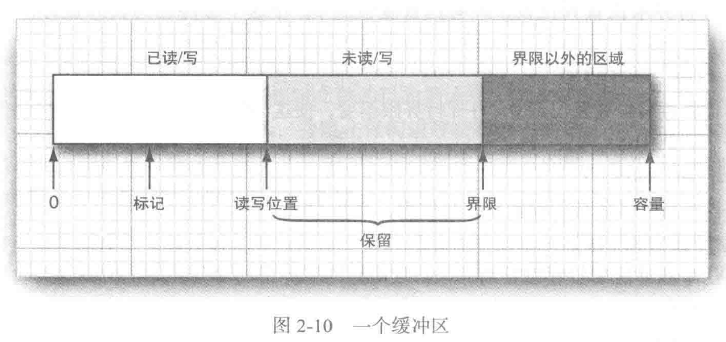 已读/写 未读/写 界限以外的区域
0 标记 读写位置 界限 容量
保留
图 2-10 一个缓冲区